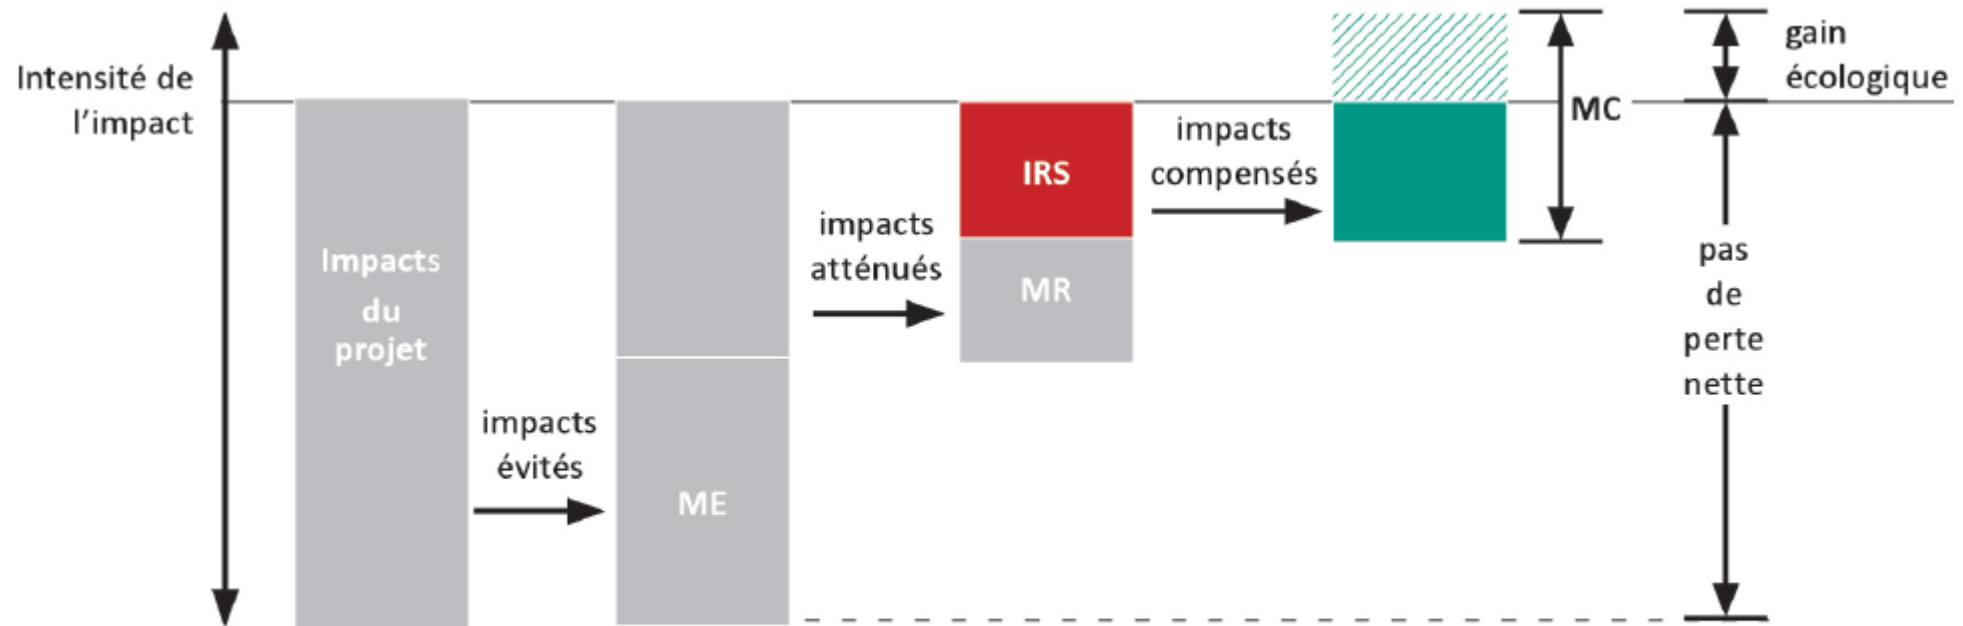 Intensité de
l'impact
Impacts
du
projet
impacts
évités
ME
impacts
atténués
IRS
MR
impacts
compensés
MC
gain
écologique
pas
de
perte
nette